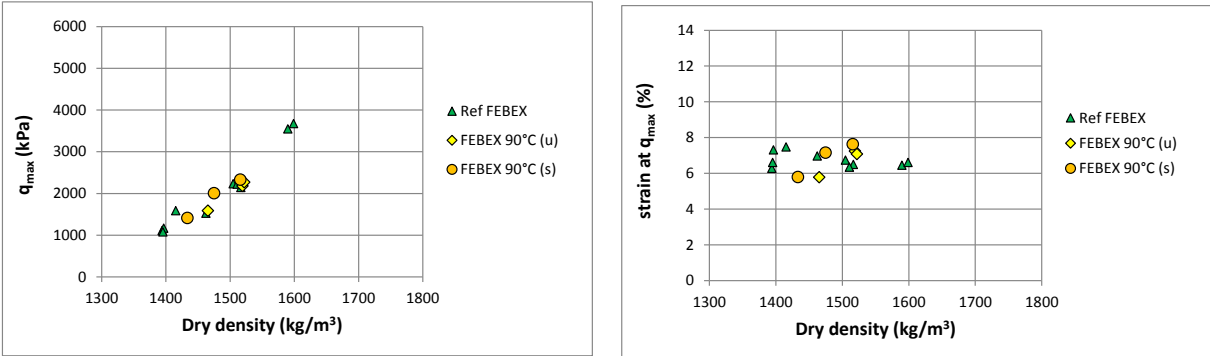 6000
5000
4000
3000
2000
1000
0
q_max (kPa)
1300 1400 1500 1600 1700 1800
Dry density (kg/m³)
Ref FEBEX
FEBEX 90°C (u)
FEBEX 90°C (s)
14
12
10
8
6
4
2
0
strain at q_max (%)
1300 1400 1500 1600 1700 1800
Dry density (kg/m³)
Ref FEBEX
FEBEX 90°C (u)
FEBEX 90°C (s)